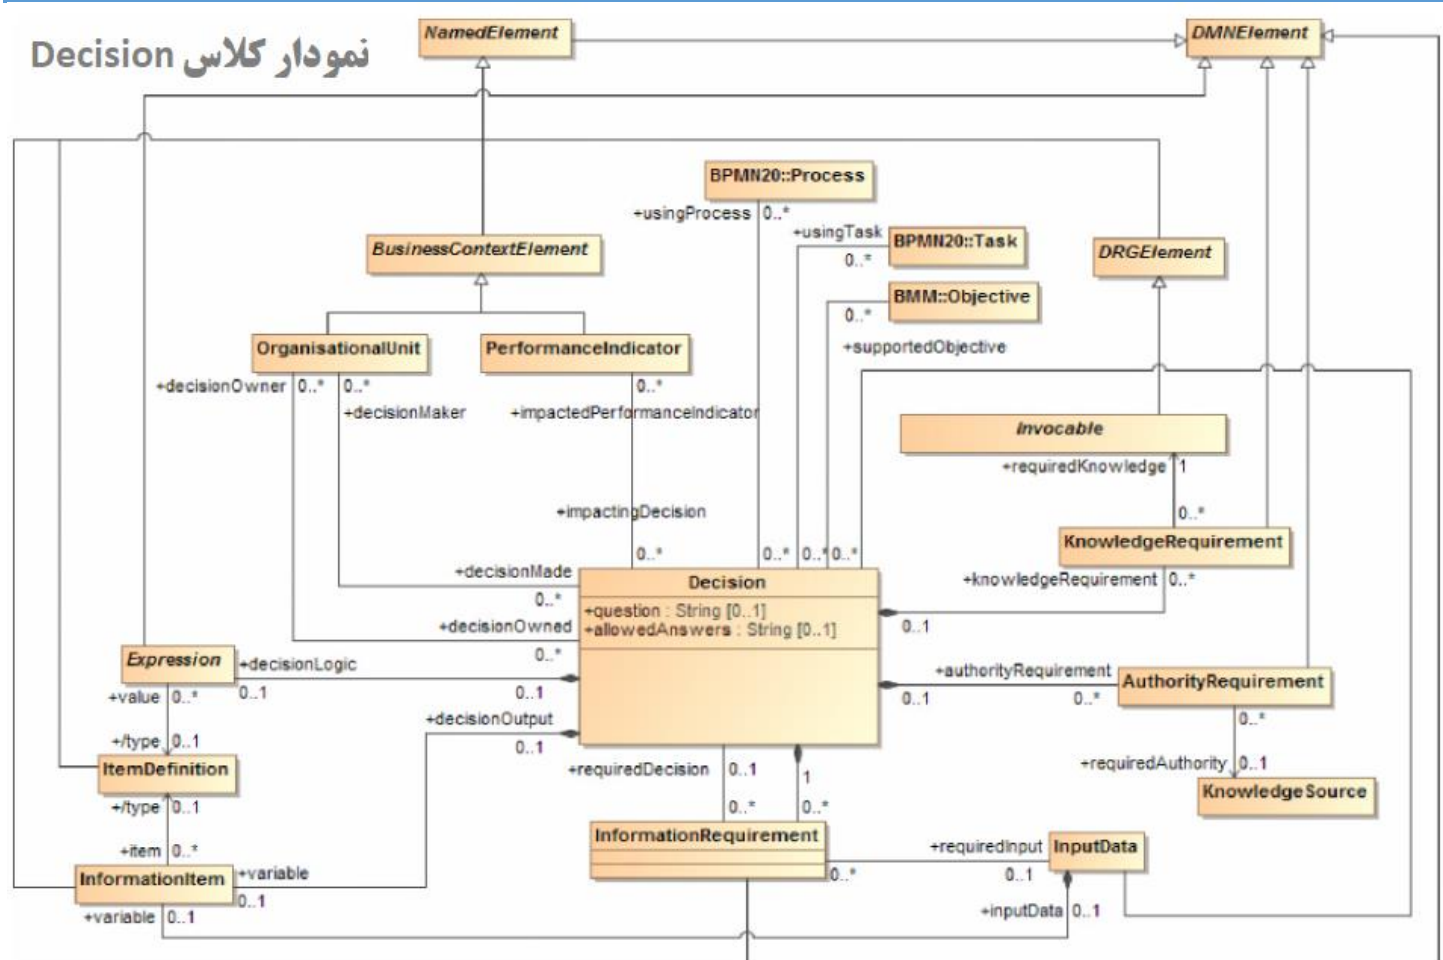 نمودار کلاس Decision
NamedElement
DMNElement
BPMN20::Process
+usingProcess 0..*
+usingTask
0..*
BPMN20::Task
BusinessContextElement
DRGElement
BMM::Objective
0..*
+supportedObjective
OrganisationalUnit
PerformanceIndicator
+decisionOwner 0..* 0..*
+decisionMaker
0..*
+impactedPerformanceIndicator
Invocable
+requiredKnowledge 1
0..*
+impactingDecision
0..*
0..* 0..* 0..*
KnowledgeRequirement
+knowledgeRequirement 0..*
+decisionMade
0..*
Decision
+question : String [0..1]
+allowedAnswers : String [0..1]
0..1
+decisionOwned
0..*
Expression
+decisionLogic
0..1
0..1
+value 0..*
+authorityRequirement
0..1
0..*
AuthorityRequirement
0..*
+decisionOutput
0..1
+/type 0..1
ItemDefinition
+/type 0..1
+requiredDecision 0..1
1
+requiredAuthority 0..1
KnowledgeSource
0..* 0..*
InformationRequirement
+item 0..*
InformationItem
+variable
0..1
+variable 0..1
0..*
+requiredInput
0..1
InputData
+inputData 0..1